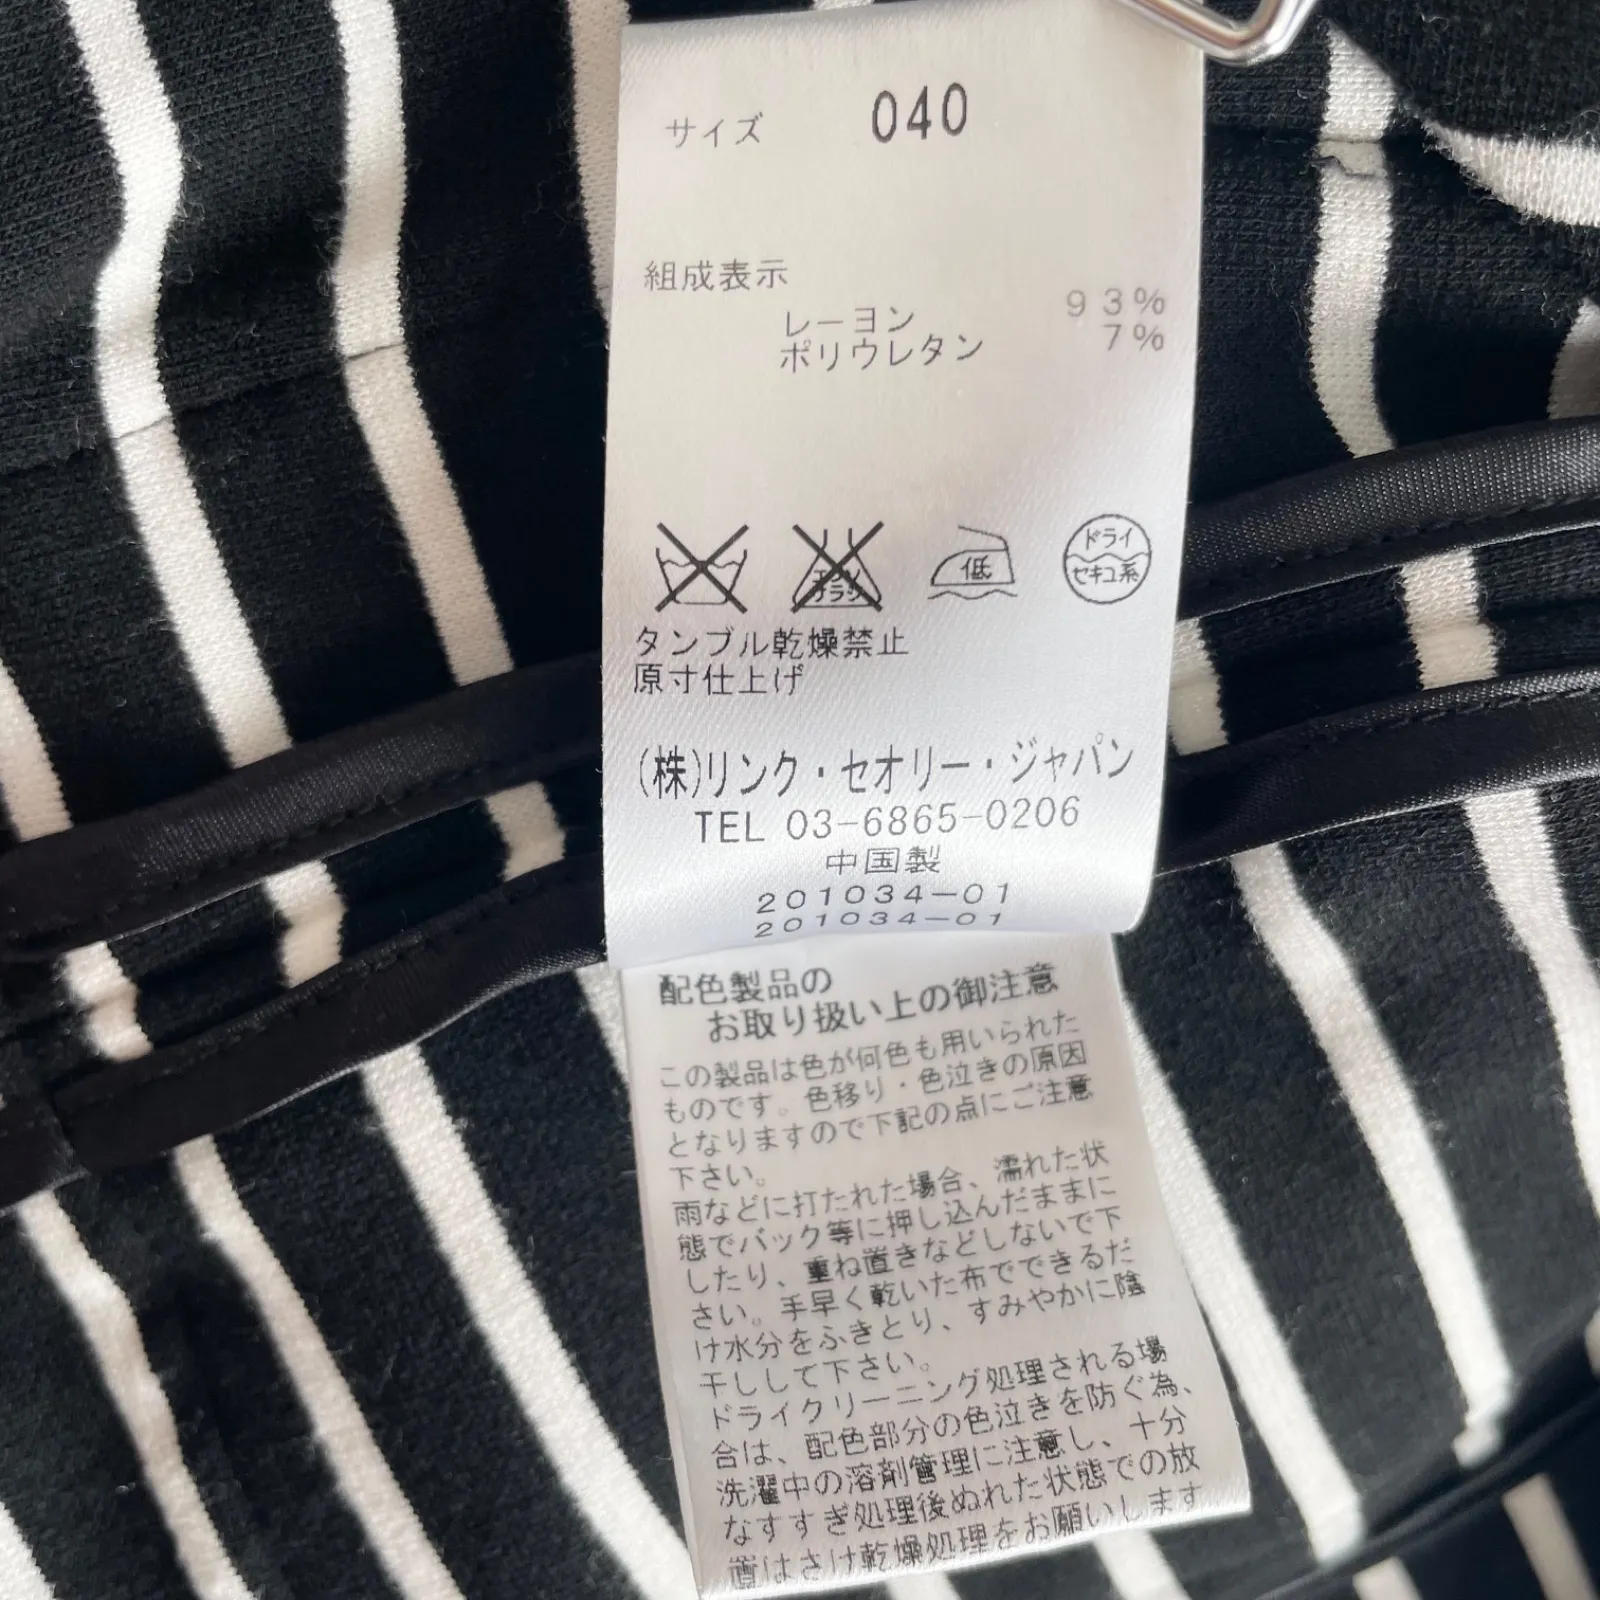 サイズ 040
組成表示
レーヨン 93%
ポリウレタン 7%
エンソ
サラシ
低
ドライ
セキユ系
タンブル乾燥禁止
原寸仕上げ
(株)リンク・セオリー・ジャパン
TEL 03-6865-0206
中国製
201034-01
201034-01
配色製品の
お取り扱い上の御注意
この製品は色が何色も用いられた
ものです。色移り・色泣きの原因
となりますので下記の点にご注意
下さい。
雨などに打たれた場合、濡れた状
態でバック等に押し込んだままに
したり、重ね置きなどしないで下
さい。手早く乾いた布でできるだ
け水分をふきとり、すみやかに陰
干しして下さい。
ドライクリーニング処理される場
合は、配色部分の色泣きを防ぐ為、
洗濯中の溶剤管理に注意し、十分
なすすぎ処理後ぬれた状態での放
置はさけ乾燥処理をお願いします